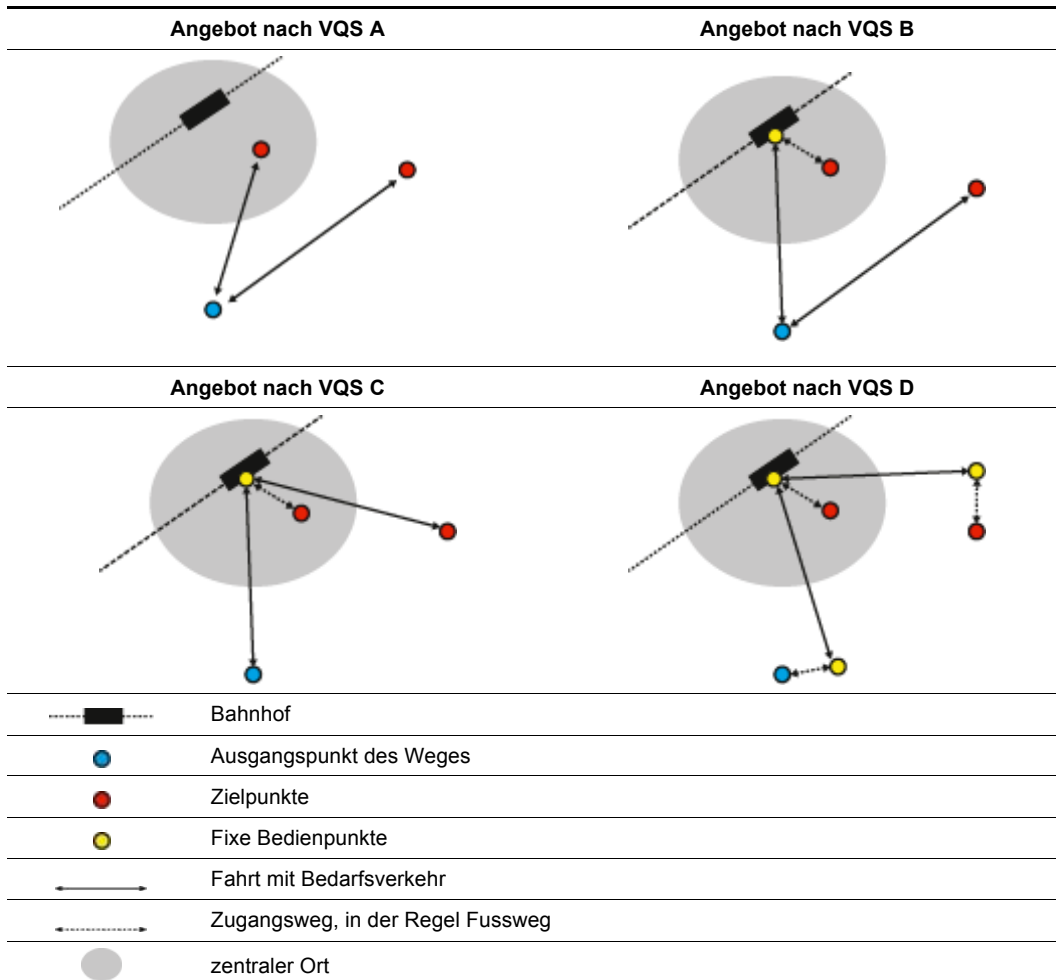 Angebot nach VQS A
Angebot nach VQS B
Angebot nach VQS C
Angebot nach VQS D
Bahnhof
Ausgangspunkt des Weges
Zielpunkte
Fixe Bedienpunkte
Fahrt mit Bedarfsverkehr
Zugangsweg, in der Regel Fussweg
zentraler Ort